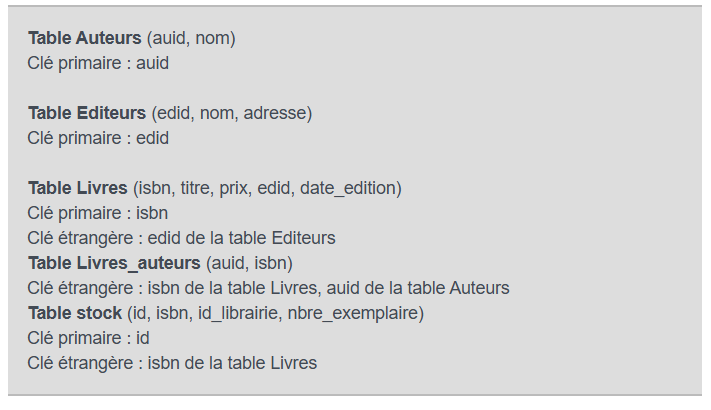 Table Auteurs (auid, nom)
Clé primaire : auid
Table Editeurs (edid, nom, adresse)
Clé primaire : edid
Table Livres (isbn, titre, prix, edid, date_edition)
Clé primaire : isbn
Clé étrangère : edid de la table Editeurs
Table Livres_auteurs (auid, isbn)
Clé étrangère : isbn de la table Livres, auid de la table Auteurs
Table stock (id, isbn, id_librairie, nbre_exemplaire)
Clé primaire : id
Clé étrangère : isbn de la table Livres